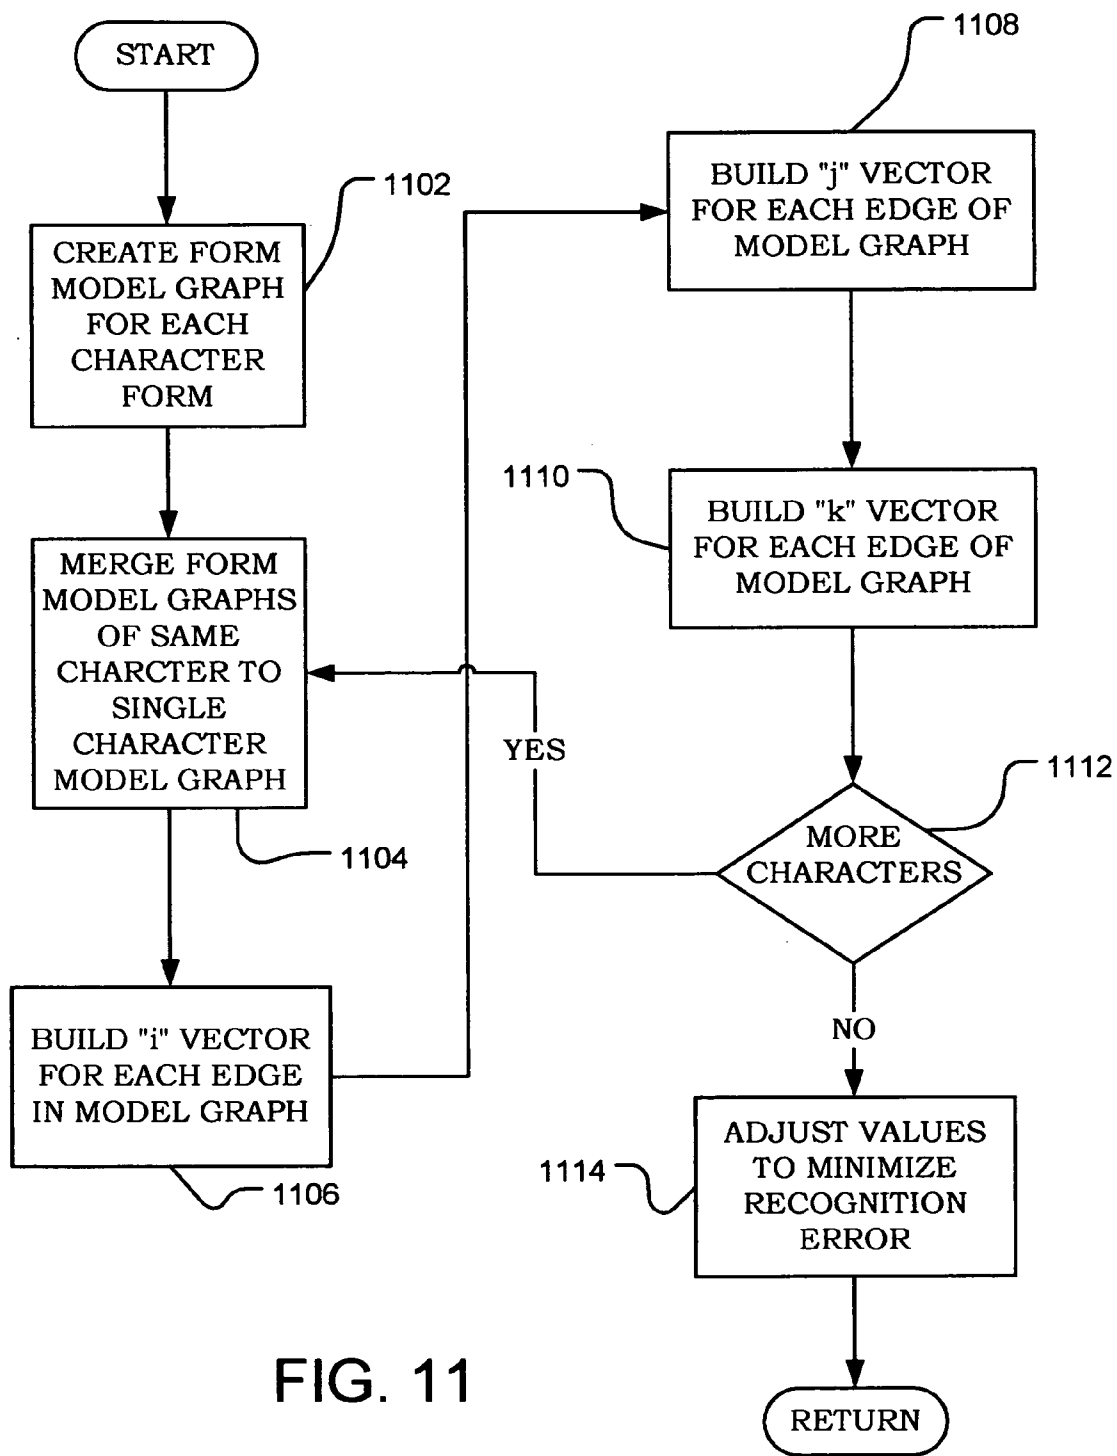 START
1102
CREATE FORM
MODEL GRAPH
FOR EACH
CHARACTER
FORM
MERGE FORM
MODEL GRAPHS
OF SAME
CHARCTER TO
SINGLE
CHARACTER
MODEL GRAPH
1104
BUILD "i" VECTOR
FOR EACH EDGE
IN MODEL GRAPH
1106
1108
BUILD "j" VECTOR
FOR EACH EDGE OF
MODEL GRAPH
1110
BUILD "k" VECTOR
FOR EACH EDGE OF
MODEL GRAPH
1112
MORE
CHARACTERS
YES
NO
1114
ADJUST VALUES
TO MINIMIZE
RECOGNITION
ERROR
RETURN
FIG. 11